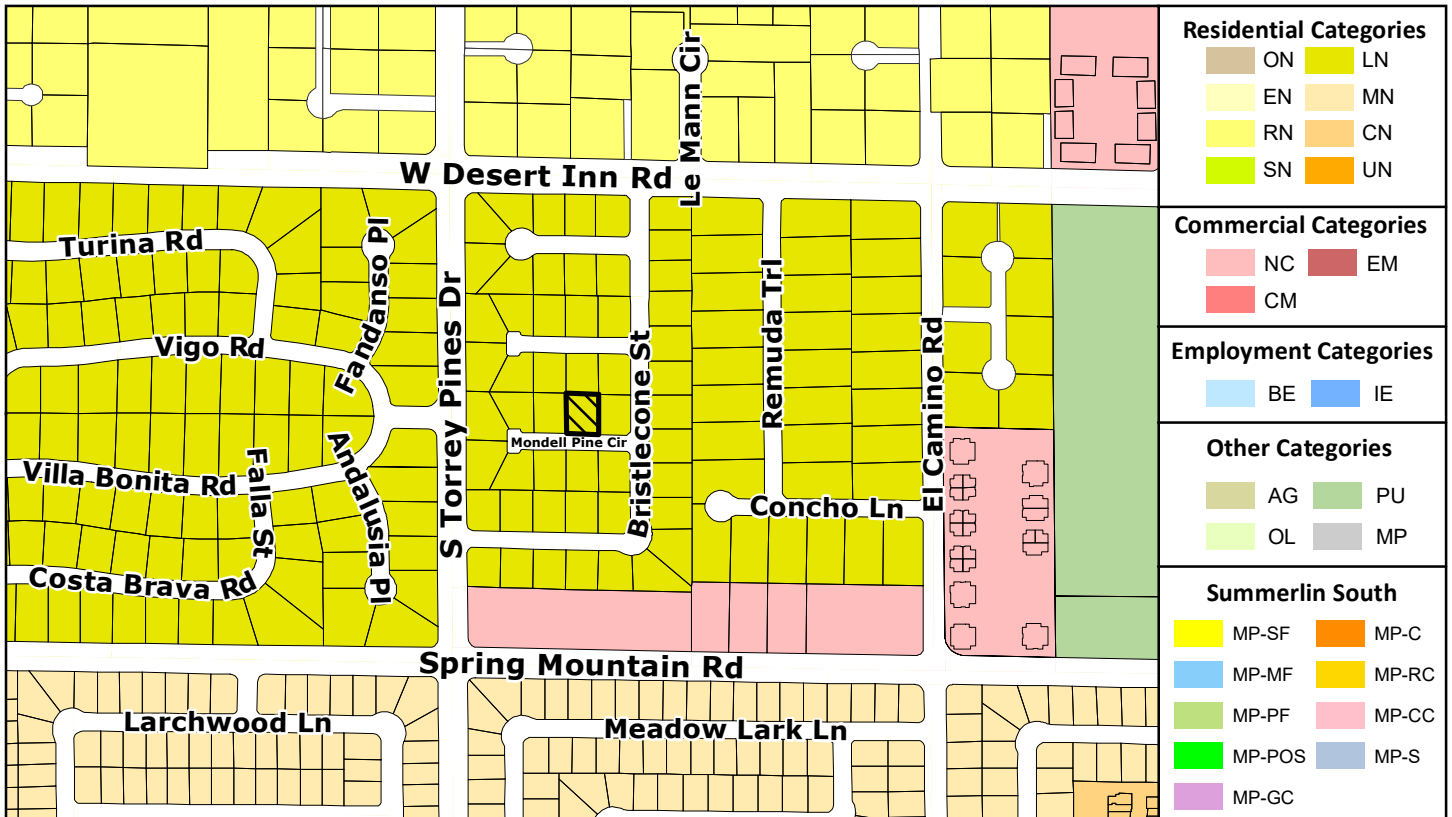 Le Mann Cir
W Desert Inn Rd
Turina Rd
Fandanso Pl
S Torrey Pines Dr
Vigo Rd
Bristlecone St
Remuda Trl
El Camino Rd
Mondell Pine Cir
Villa Bonita Rd
Falla St
Andalusia Pl
Concho Ln
Costa Brava Rd
Spring Mountain Rd
Larchwood Ln
Meadow Lark Ln
Residential Categories
ON LN
EN MN
RN CN
SN UN
Commercial Categories
NC EM
CM
Employment Categories
BE IE
Other Categories
AG PU
OL MP
Summerlin South
MP-SF MP-C
MP-MF MP-RC
MP-PF MP-CC
MP-POS MP-S
MP-GC